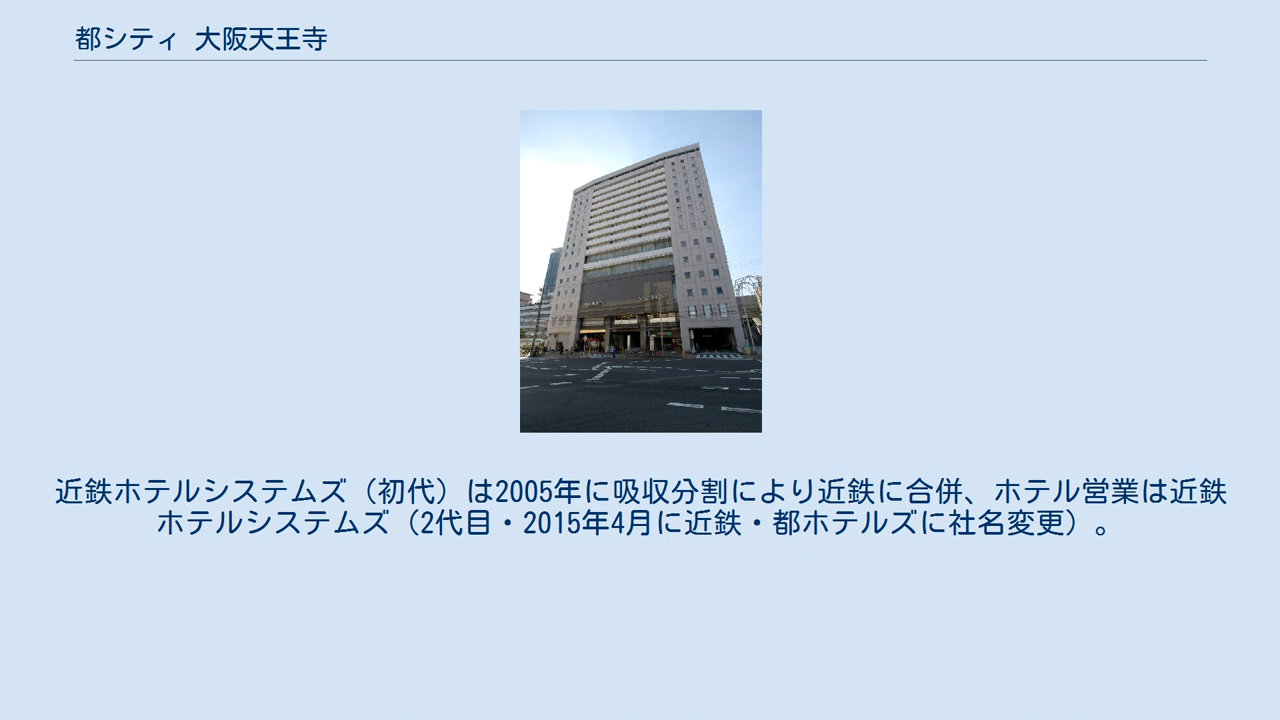 都シティ 大阪天王寺
近鉄ホテルシステムズ（初代）は2005年に吸収分割により近鉄に合併、ホテル営業は近鉄
ホテルシステムズ（2代目・2015年4月に近鉄・都ホテルズに社名変更）。